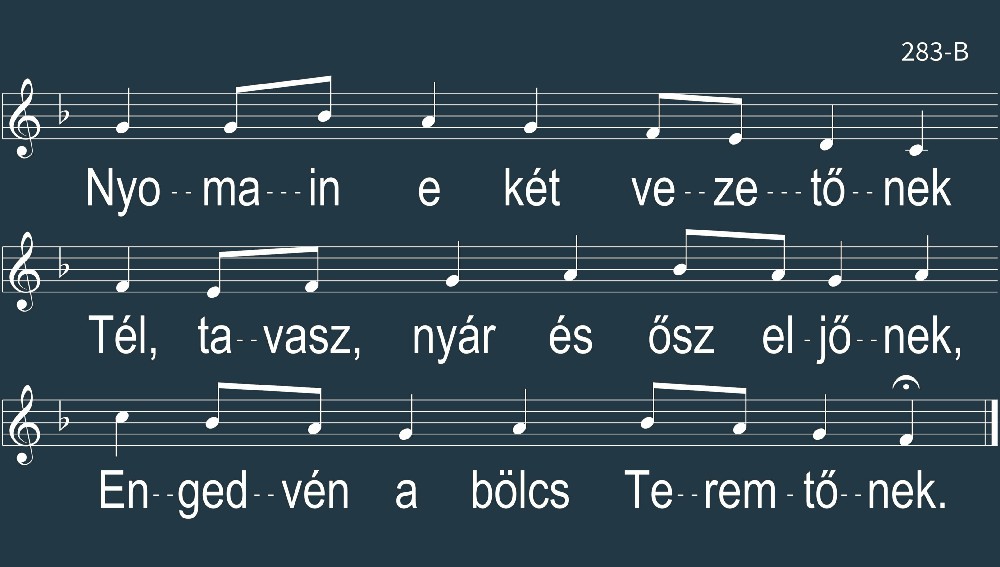 283-B
Nyo--ma---in e két ve--ze---tő--nek
Tél, ta--vasz, nyár és ősz el-jő--nek,
En--ged--vén a bölcs Te--rem-tő--nek.